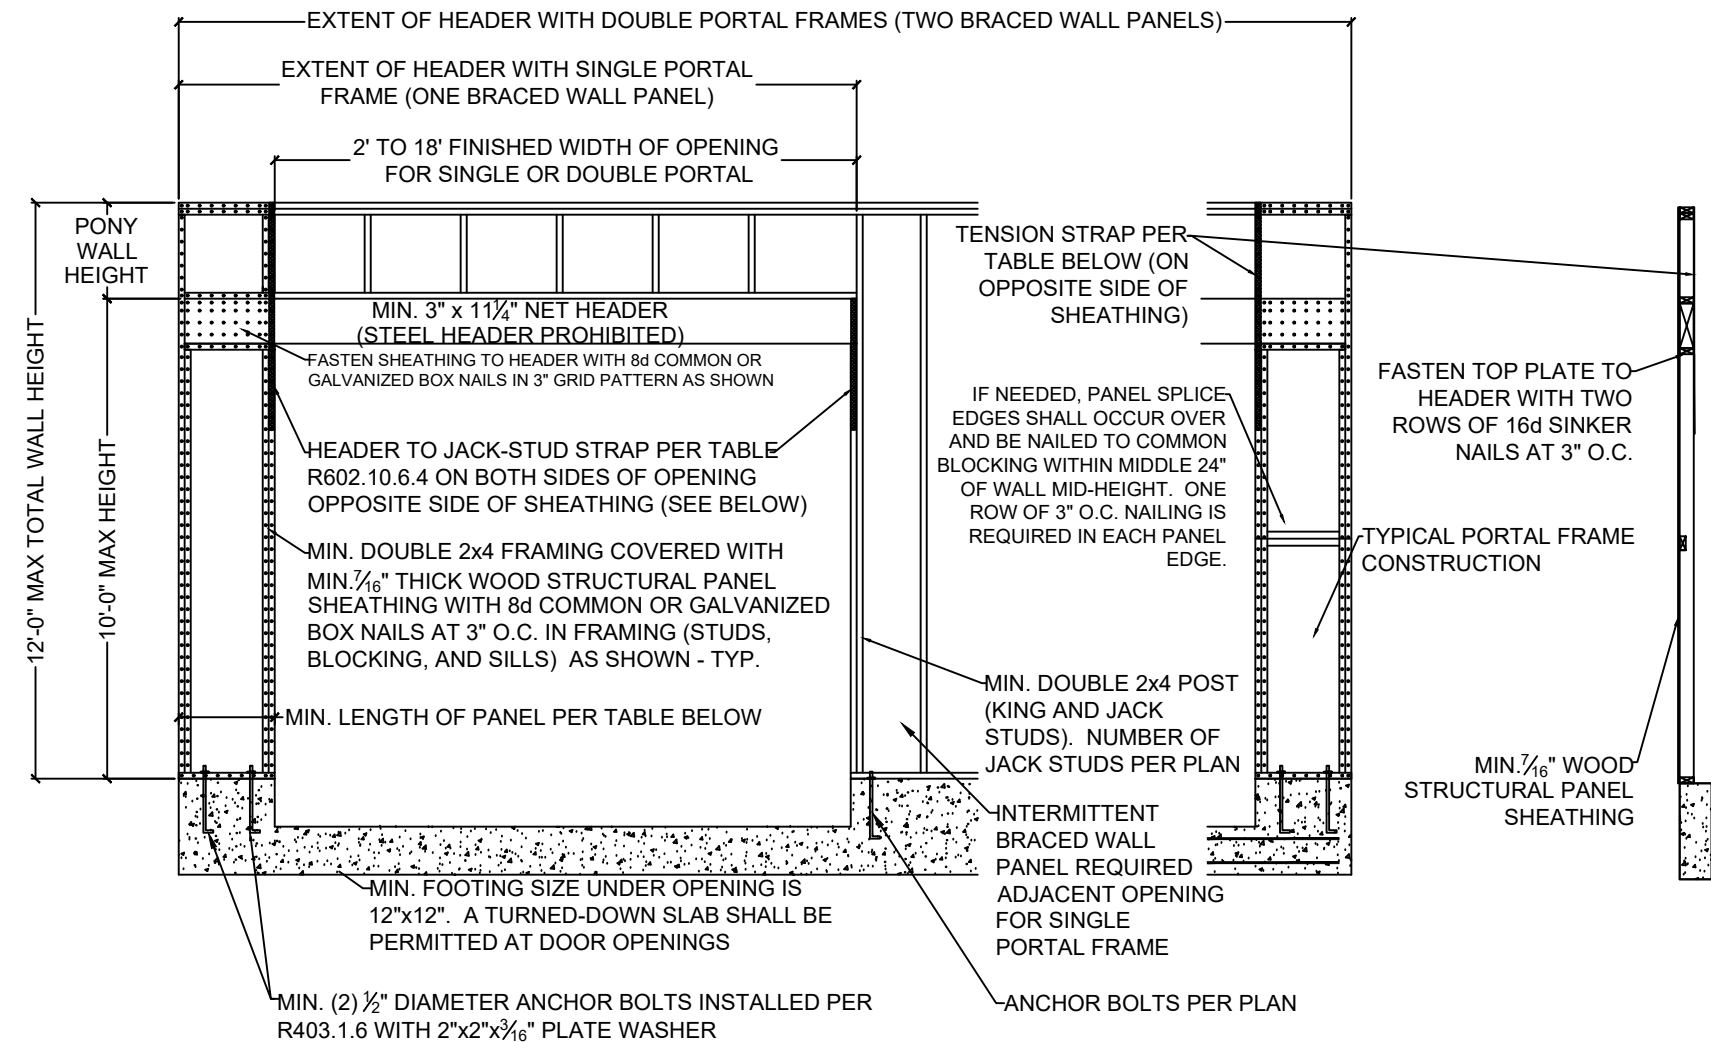 EXTENT OF HEADER WITH DOUBLE PORTAL FRAMES (TWO BRACED WALL PANELS)
EXTENT OF HEADER WITH SINGLE PORTAL
FRAME (ONE BRACED WALL PANEL)
2' TO 18' FINISHED WIDTH OF OPENING
FOR SINGLE OR DOUBLE PORTAL
PONY
WALL
HEIGHT
12'-0" MAX TOTAL WALL HEIGHT
10'-0" MAX HEIGHT
MIN. 3" x 11¼" NET HEADER
(STEEL HEADER PROHIBITED)
FASTEN SHEATHING TO HEADER WITH 8d COMMON OR
GALVANIZED BOX NAILS IN 3" GRID PATTERN AS SHOWN
HEADER TO JACK-STUD STRAP PER TABLE
R602.10.6.4 ON BOTH SIDES OF OPENING
OPPOSITE SIDE OF SHEATHING (SEE BELOW)
MIN. DOUBLE 2x4 FRAMING COVERED WITH
MIN.7⁄16" THICK WOOD STRUCTURAL PANEL
SHEATHING WITH 8d COMMON OR GALVANIZED
BOX NAILS AT 3" O.C. IN FRAMING (STUDS,
BLOCKING, AND SILLS) AS SHOWN - TYP.
MIN. LENGTH OF PANEL PER TABLE BELOW
MIN. FOOTING SIZE UNDER OPENING IS
12"x12". A TURNED-DOWN SLAB SHALL BE
PERMITTED AT DOOR OPENINGS
MIN. (2) ½" DIAMETER ANCHOR BOLTS INSTALLED PER
R403.1.6 WITH 2"x2"x3⁄16" PLATE WASHER
TENSION STRAP PER
TABLE BELOW (ON
OPPOSITE SIDE OF
SHEATHING)
IF NEEDED, PANEL SPLICE
EDGES SHALL OCCUR OVER
AND BE NAILED TO COMMON
BLOCKING WITHIN MIDDLE 24"
OF WALL MID-HEIGHT. ONE
ROW OF 3" O.C. NAILING IS
REQUIRED IN EACH PANEL
EDGE.
MIN. DOUBLE 2x4 POST
(KING AND JACK
STUDS). NUMBER OF
JACK STUDS PER PLAN
INTERMITTENT
BRACED WALL
PANEL REQUIRED
ADJACENT OPENING
FOR SINGLE
PORTAL FRAME
ANCHOR BOLTS PER PLAN
FASTEN TOP PLATE TO
HEADER WITH TWO
ROWS OF 16d SINKER
NAILS AT 3" O.C.
TYPICAL PORTAL FRAME
CONSTRUCTION
MIN.7⁄16" WOOD
STRUCTURAL PANEL
SHEATHING